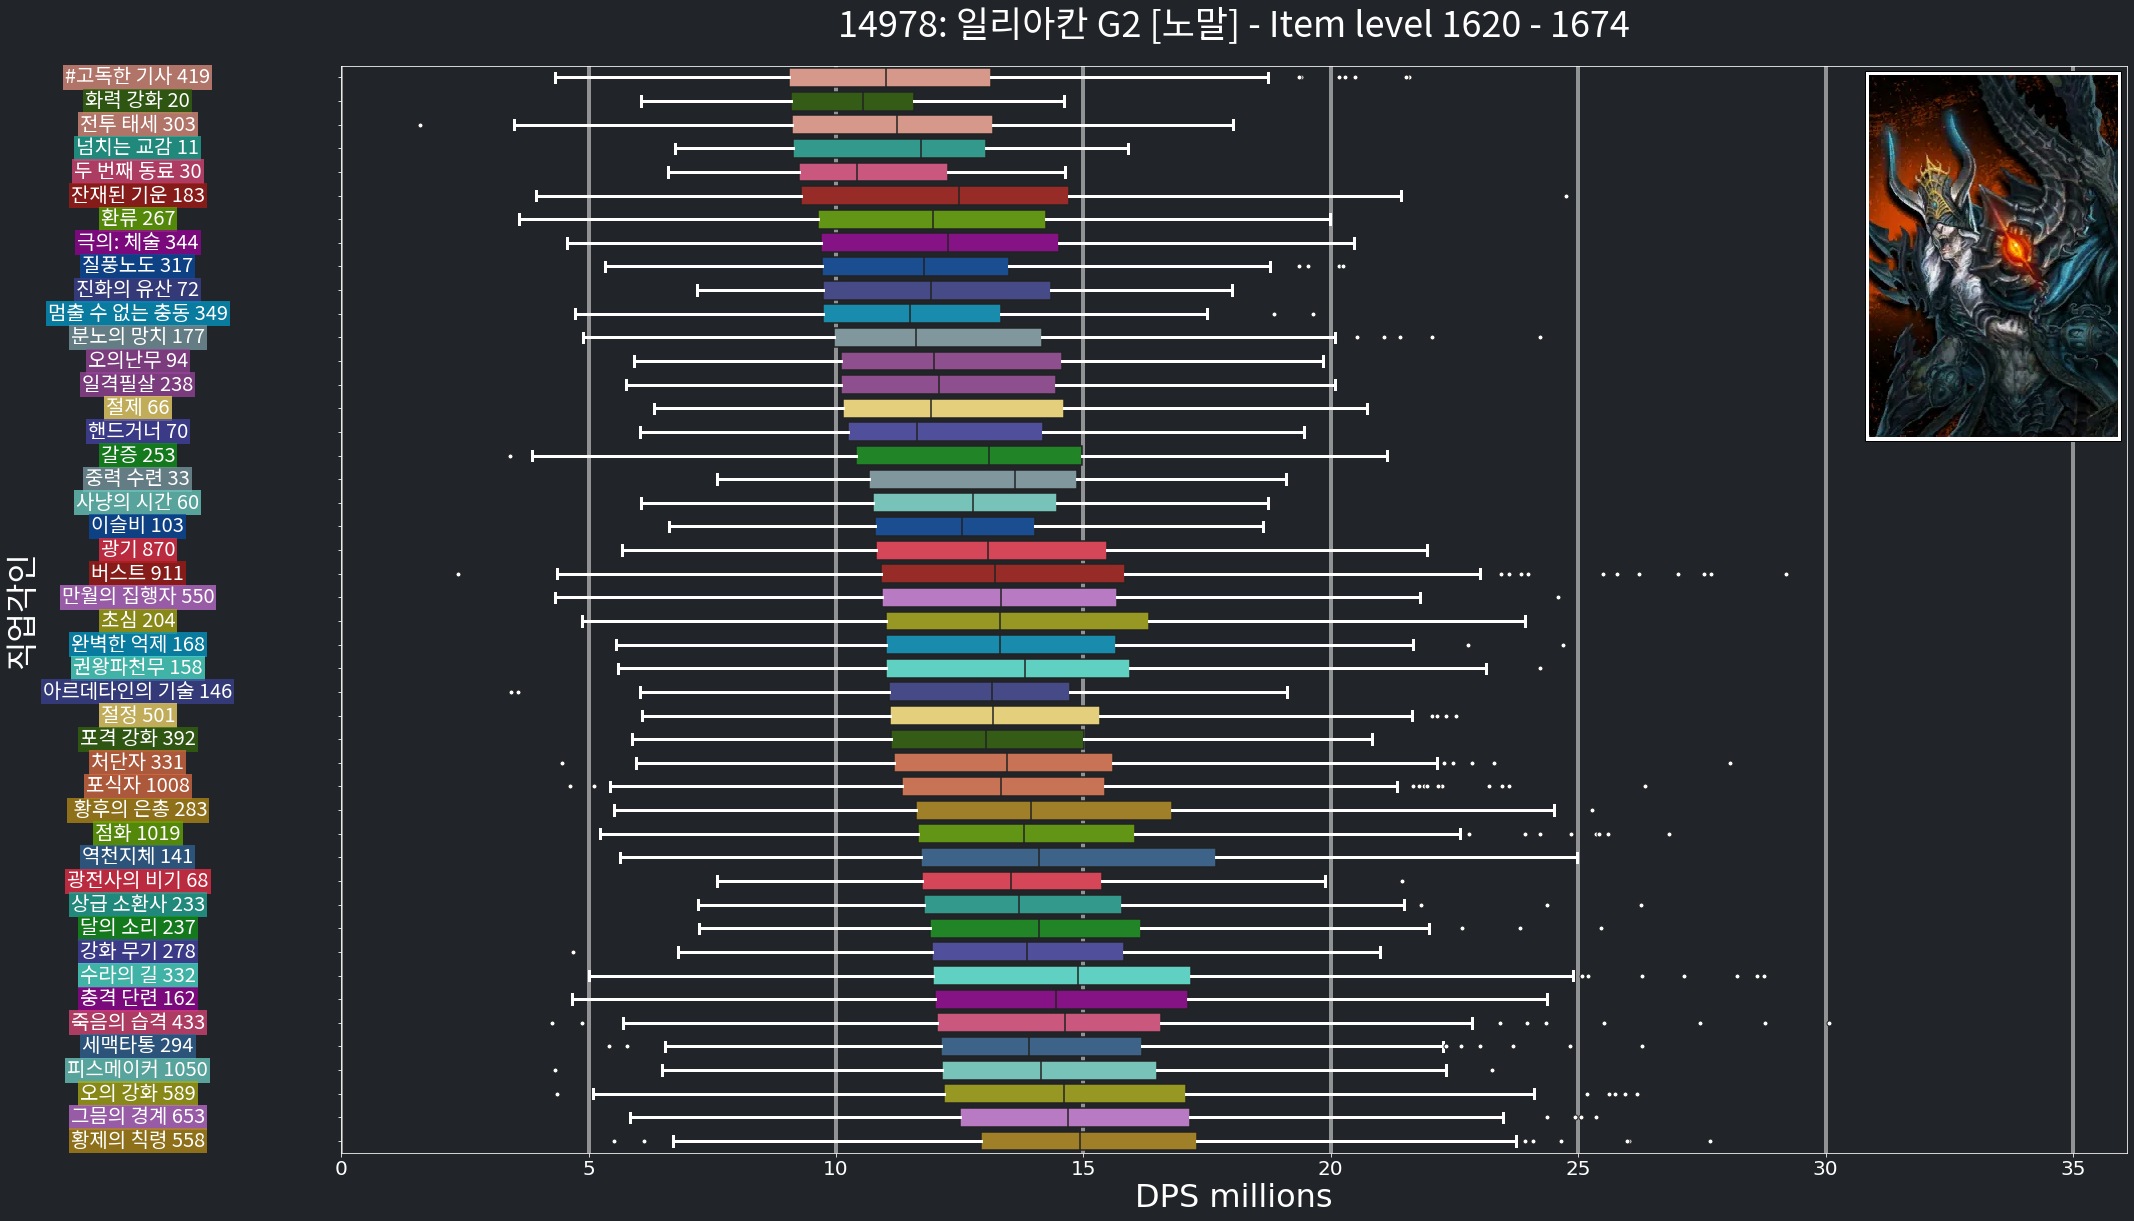 14978: 일리아칸 G2 [노말] - Item level 1620 - 1674
#고독한 기사 419
화력 강화 20
전투 태세 303
넘치는 교감 11
두 번째 동료 30
잔재된 기운 183
환류 267
극의: 체술 344
질풍노도 317
진화의 유산 72
멈출 수 없는 충동 349
분노의 망치 177
오의난무 94
일격필살 238
절제 66
핸드거너 70
갈증 253
중력 수련 33
사냥의 시간 60
이슬비 103
광기 870
버스트 911
만월의 집행자 550
초심 204
완벽한 억제 168
권왕파천무 158
아르데타인의 기술 146
절정 501
포격 강화 392
처단자 331
포식자 1008
황후의 은총 283
점화 1019
역천지체 141
광전사의 비기 68
상급 소환사 233
달의 소리 237
강화 무기 278
수라의 길 332
충격 단련 162
죽음의 습격 433
세맥타통 294
피스메이커 1050
오의 강화 589
그믐의 경계 653
황제의 칙령 558
직업각인
0 5 10 15 20 25 30 35
DPS millions